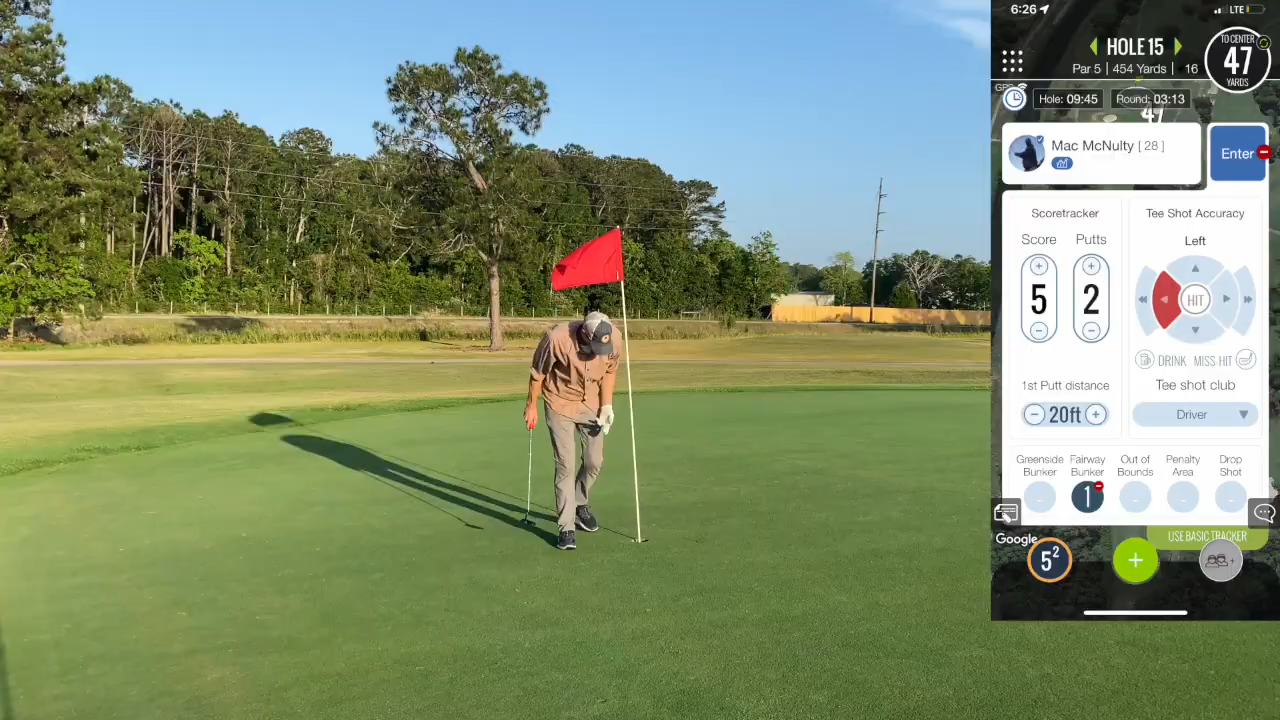 6:26
LTE
HOLE 15
Par 5 | 454 Yards | 16
TO CENTER
47
YARDS
Hole: 09:45
Round: 03:13
47
Mac McNulty [ 28 ]
Enter
Scoretracker
Score
Putts
5
2
1st Putt distance
20ft
Tee Shot Accuracy
Left
HIT
DRINK
MISS HIT
Tee shot club
Driver
Greenside
Bunker
Fairway
Bunker
Out of
Bounds
Penalty
Area
Drop
Shot
1
USE BASIC TRACKER
Google
5²